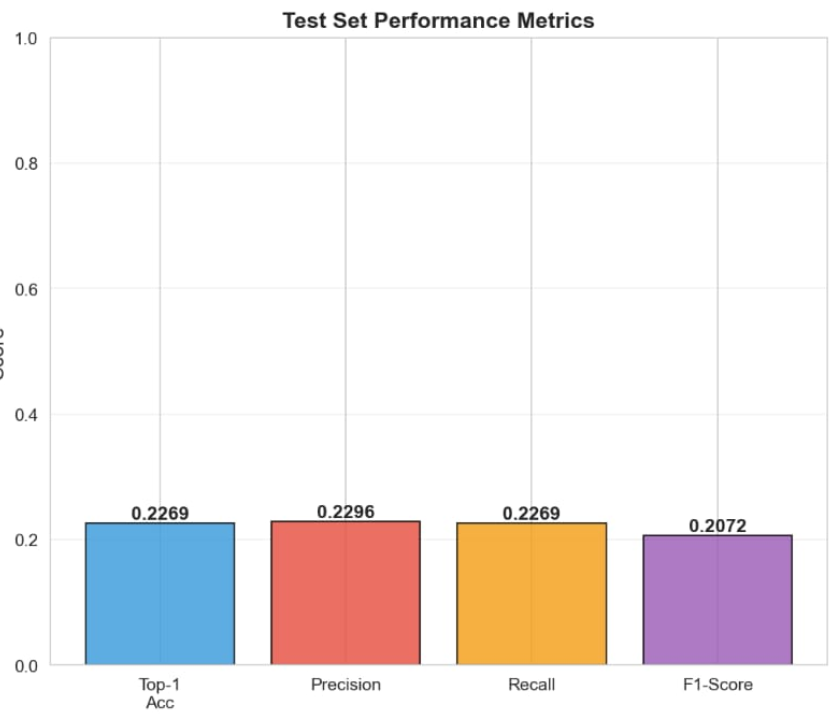 Test Set Performance Metrics
1.0
0.8
0.6
0.4
0.2
0.0
0.2269
0.2296
0.2269
0.2072
Top-1
Acc
Precision
Recall
F1-Score